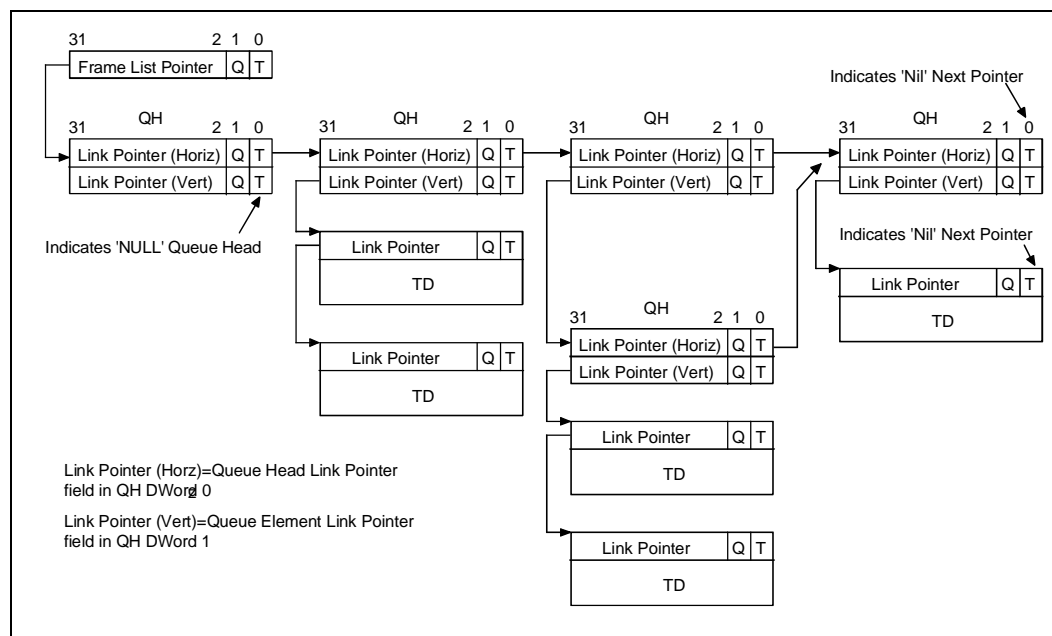 31 2 1 0
Frame List Pointer Q T
Indicates 'Nil' Next Pointer
QH
31 2 1 0
Link Pointer (Horiz) Q T
Link Pointer (Vert) Q T
Indicates 'NULL' Queue Head
QH
31 2 1 0
Link Pointer (Horiz) Q T
Link Pointer (Vert) Q T
Link Pointer Q T
TD
Link Pointer Q T
TD
QH
31 2 1 0
Link Pointer (Horiz) Q T
Link Pointer (Vert) Q T
QH
31 2 1 0
Link Pointer (Horiz) Q T
Link Pointer (Vert) Q T
Link Pointer Q T
TD
Link Pointer Q T
TD
QH
31 2 1 0
Link Pointer (Horiz) Q T
Link Pointer (Vert) Q T
Indicates 'Nil' Next Pointer
Link Pointer Q T
TD
Link Pointer (Horz)=Queue Head Link Pointer
field in QH DWord 0
2
Link Pointer (Vert)=Queue Element Link Pointer
field in QH DWord 1